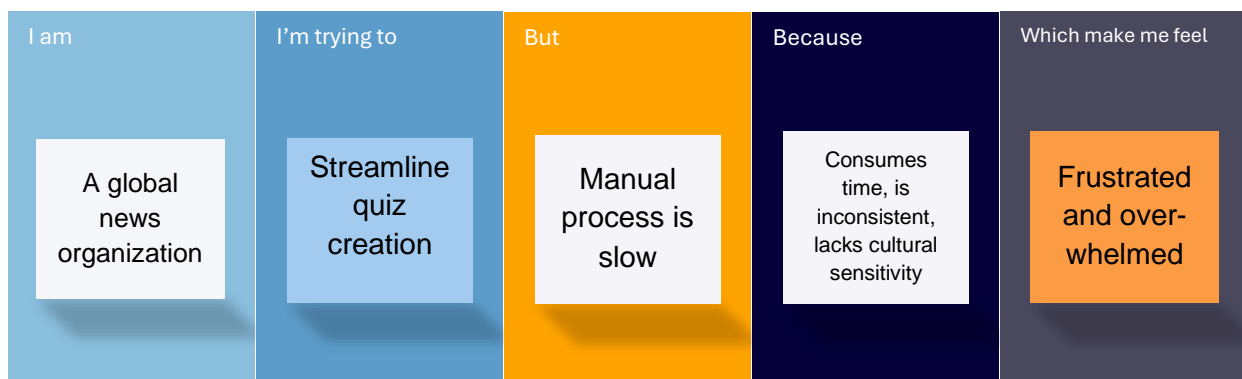 I am
A global
news
organization
I’m trying to
Streamline
quiz
creation
But
Manual
process is
slow
Because
Consumes
time, is
inconsistent,
lacks cultural
sensitivity
Which make me feel
Frustrated
and over-
whelmed